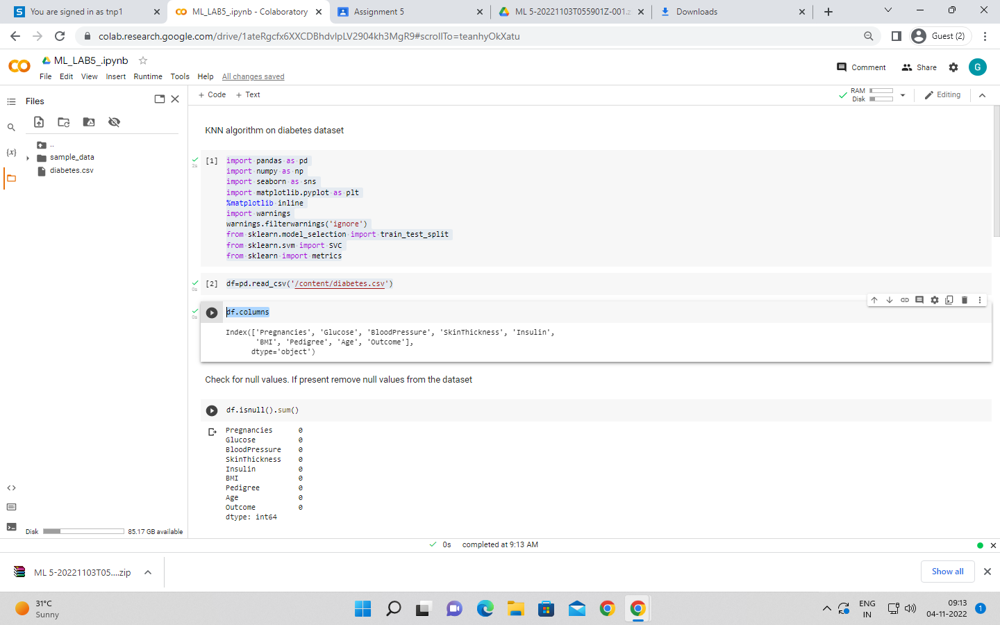 You are signed in as tnp1
ML_LAB5_.ipynb - Colaboratory
Assignment 5
ML 5-20221103T055901Z-001.z
Downloads
colab.research.google.com/drive/1ateRgcfx6XXCDBhdvlpLV2904kh3MgR9#scrollTo=teanhyOkXatu
Guest (2)
ML_LAB5_.ipynb
File Edit View Insert Runtime Tools Help All changes saved
Comment
Share
G
Files
+ Code + Text
RAM
Disk
Editing
..
sample_data
diabetes.csv
{x}
KNN algorithm on diabetes dataset
2s
[1] import pandas as pd
import numpy as np
import seaborn as sns
import matplotlib.pyplot as plt
%matplotlib inline
import warnings
warnings.filterwarnings('ignore')
from sklearn.model_selection import train_test_split
from sklearn.svm import SVC
from sklearn import metrics
0s
[2] df=pd.read_csv('/content/diabetes.csv')
0s
df.columns
Index(['Pregnancies', 'Glucose', 'BloodPressure', 'SkinThickness', 'Insulin',
'BMI', 'Pedigree', 'Age', 'Outcome'],
dtype='object')
Check for null values. If present remove null values from the dataset
df.isnull().sum()
Pregnancies 0
Glucose 0
BloodPressure 0
SkinThickness 0
Insulin 0
BMI 0
Pedigree 0
Age 0
Outcome 0
dtype: int64
Disk 85.17 GB available
0s completed at 9:13 AM
ML 5-20221103T05....zip
Show all
31°C
Sunny
ENG
IN
09:13
04-11-2022
1